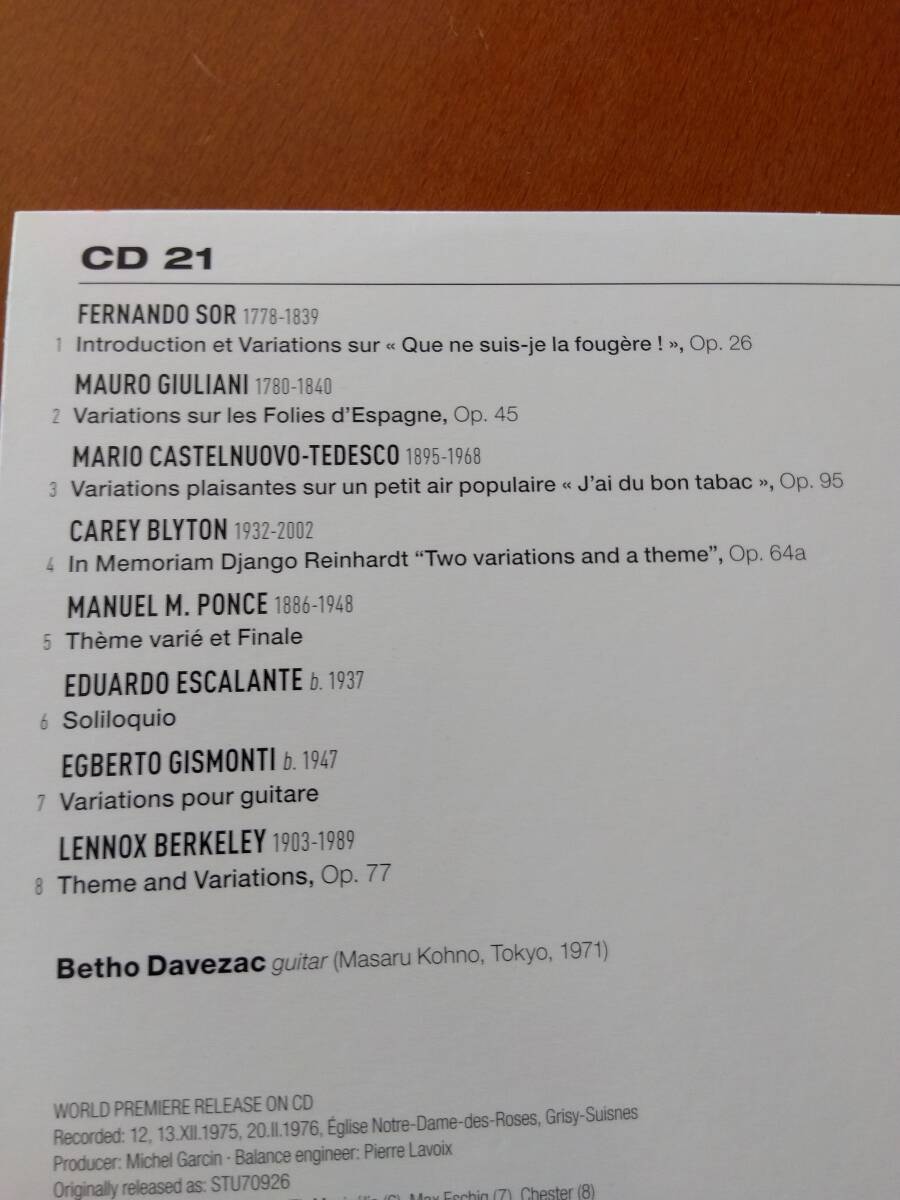 CD 21
FERNANDO SOR 1778-1839
1 Introduction et Variations sur « Que ne suis-je la fougère ! », Op. 26
MAURO GIULIANI 1780-1840
2 Variations sur les Folies d'Espagne, Op. 45
MARIO CASTELNUOVO-TEDESCO 1895-1968
3 Variations plaisantes sur un petit air populaire « J'ai du bon tabac », Op. 95
CAREY BLYTON 1932-2002
4 In Memoriam Django Reinhardt “Two variations and a theme”, Op. 64a
MANUEL M. PONCE 1886-1948
5 Thème varié et Finale
EDUARDO ESCALANTE b. 1937
6 Soliloquio
EGBERTO GISMONTI b. 1947
7 Variations pour guitare
LENNOX BERKELEY 1903-1989
8 Theme and Variations, Op. 77
Betho Davezac guitar (Masaru Kohno, Tokyo, 1971)
WORLD PREMIERE RELEASE ON CD
Recorded: 12, 13.XII.1975, 20.II.1976, Église Notre-Dame-des-Roses, Grisy-Suisnes
Producer: Michel Garcin · Balance engineer: Pierre Lavoix
Originally released as: STU70926
Max Eschig (7), Chester (8)